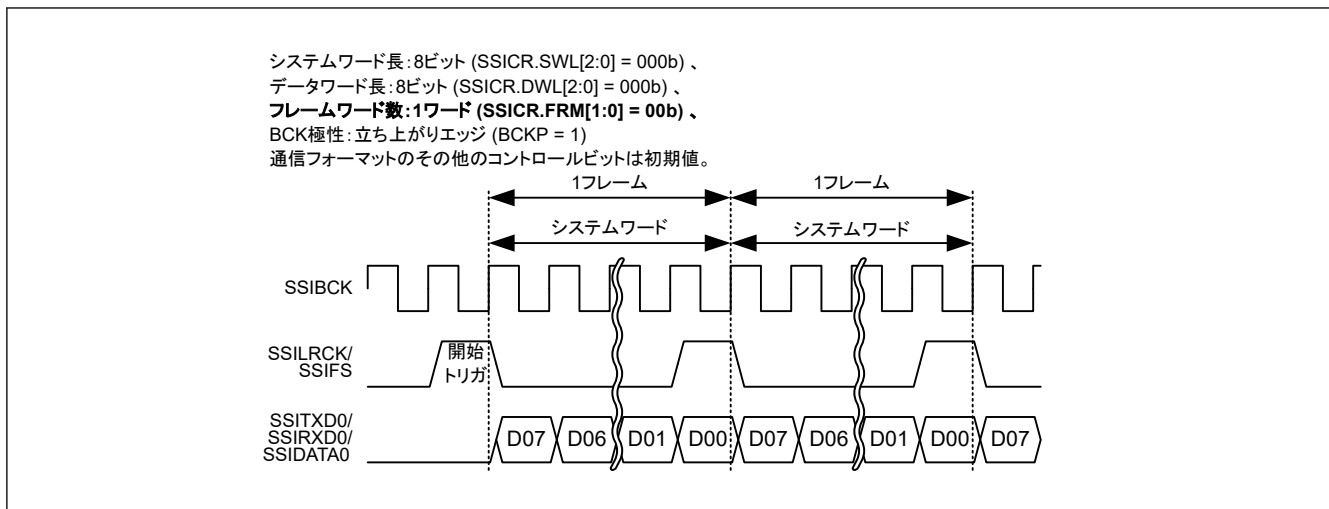 システムワード長:8ビット (SSICR.SWL[2:0] = 000b) 、
データワード長:8ビット (SSICR.DWL[2:0] = 000b) 、
フレームワード数:1ワード (SSICR.FRM[1:0] = 00b) 、
BCK極性:立ち上がりエッジ (BCKP = 1)
通信フォーマットのその他のコントロールビットは初期値。
1フレーム 1フレーム
システムワード システムワード
SSIBCK
SSILRCK/
SSIFS
開始
トリガ
SSITXD0/
SSIRXD0/
SSIDATA0
D07 D06 D01 D00 D07 D06 D01 D00 D07